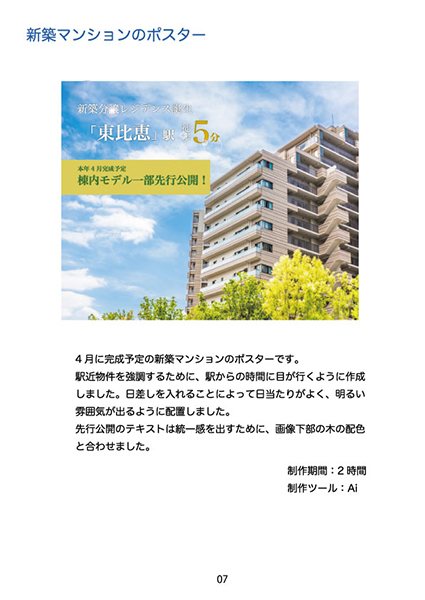 新築マンションのポスター
新築分譲レジデンス誕生
「東比恵」駅 徒歩 5分
本年4月完成予定
棟内モデル一部先行公開！
4月に完成予定の新築マンションのポスターです。
駅近物件を強調するために、駅からの時間に目が行くように作成
しました。日差しを入れることによって日当たりがよく、明るい
雰囲気が出るように配置しました。
先行公開のテキストは統一感を出すために、画像下部の木の配色
と合わせました。
制作期間：2時間
制作ツール：Ai
07